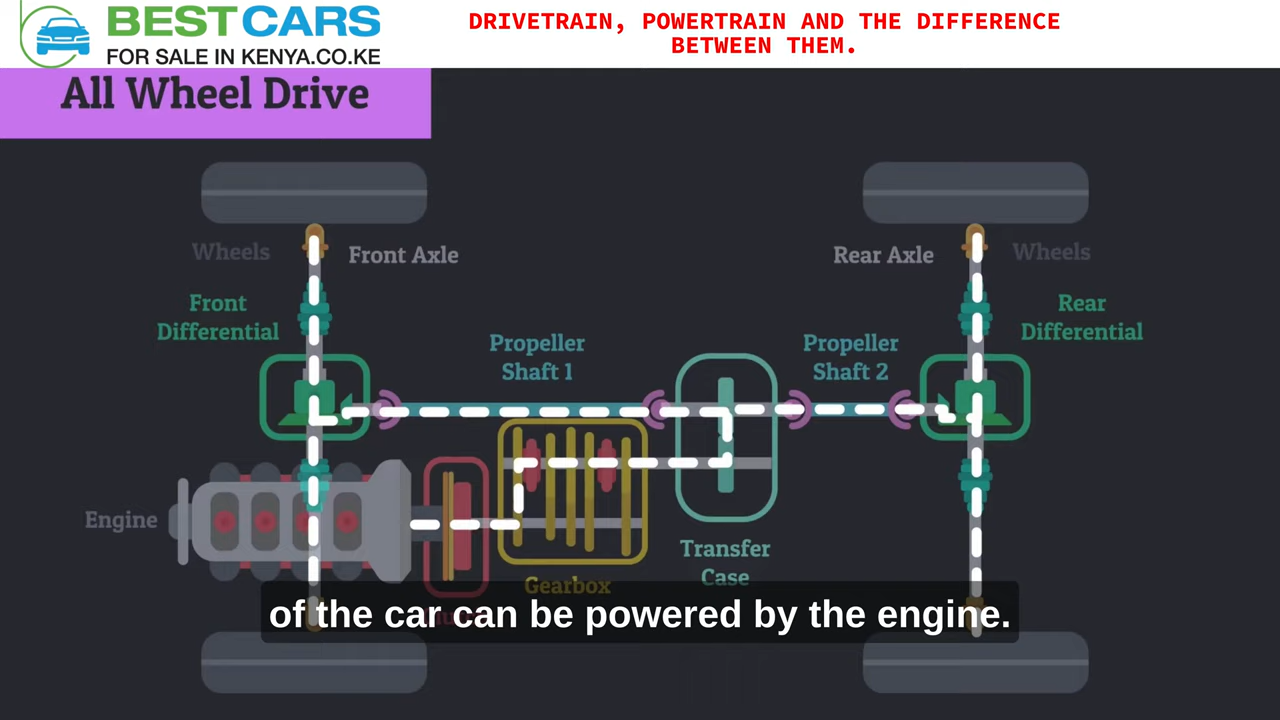 BESTCARS
FOR SALE IN KENYA.CO.KE
DRIVETRAIN, POWERTRAIN AND THE DIFFERENCE
BETWEEN THEM.
All Wheel Drive
Wheels
Front Axle
Rear Axle
Wheels
Front
Differential
Rear
Differential
Propeller
Shaft 1
Propeller
Shaft 2
Engine
Transfer
Case
Gearbox
of the car can be powered by the engine.